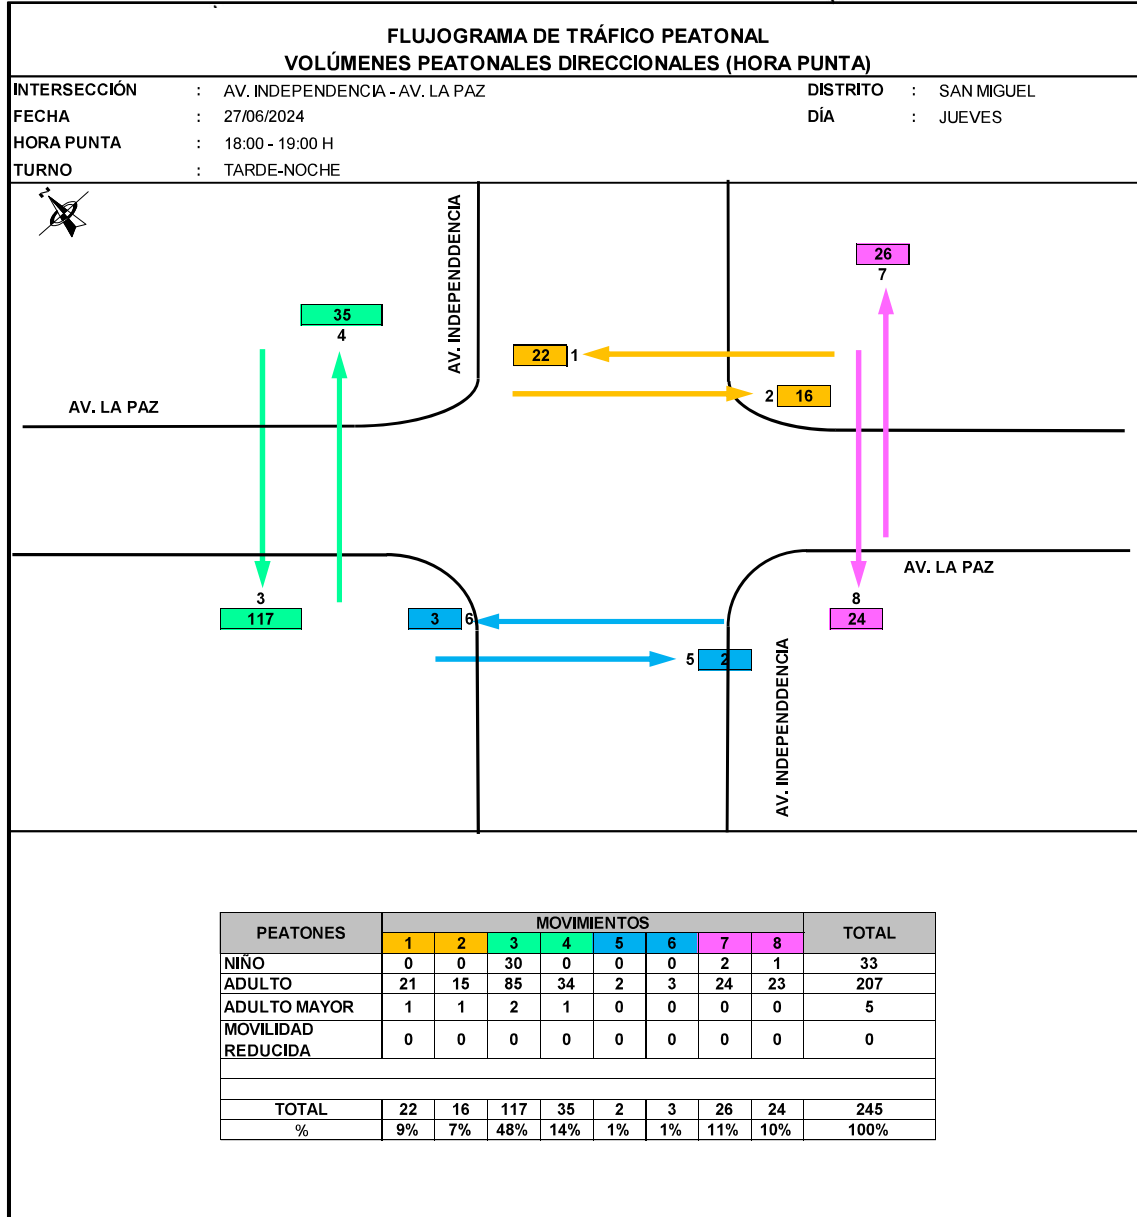 FLUJOGRAMA DE TRÁFICO PEATONAL
VOLÚMENES PEATONALES DIRECCIONALES (HORA PUNTA)
INTERSECCIÓN : AV. INDEPENDENCIA - AV. LA PAZ DISTRITO : SAN MIGUEL
FECHA : 27/06/2024 DÍA : JUEVES
HORA PUNTA : 18:00 - 19:00 H
TURNO : TARDE-NOCHE
AV. INDEPENDDENCIA
26
7
35
4
22 1
2 16
AV. LA PAZ
AV. LA PAZ
3
117
3 6
8
24
5 2
AV. INDEPENDDENCIA
PEATONES MOVIMIENTOS TOTAL
1 2 3 4 5 6 7 8
NIÑO 0 0 30 0 0 0 2 1 33
ADULTO 21 15 85 34 2 3 24 23 207
ADULTO MAYOR 1 1 2 1 0 0 0 0 5
MOVILIDAD
REDUCIDA 0 0 0 0 0 0 0 0 0
TOTAL 22 16 117 35 2 3 26 24 245
% 9% 7% 48% 14% 1% 1% 11% 10% 100%